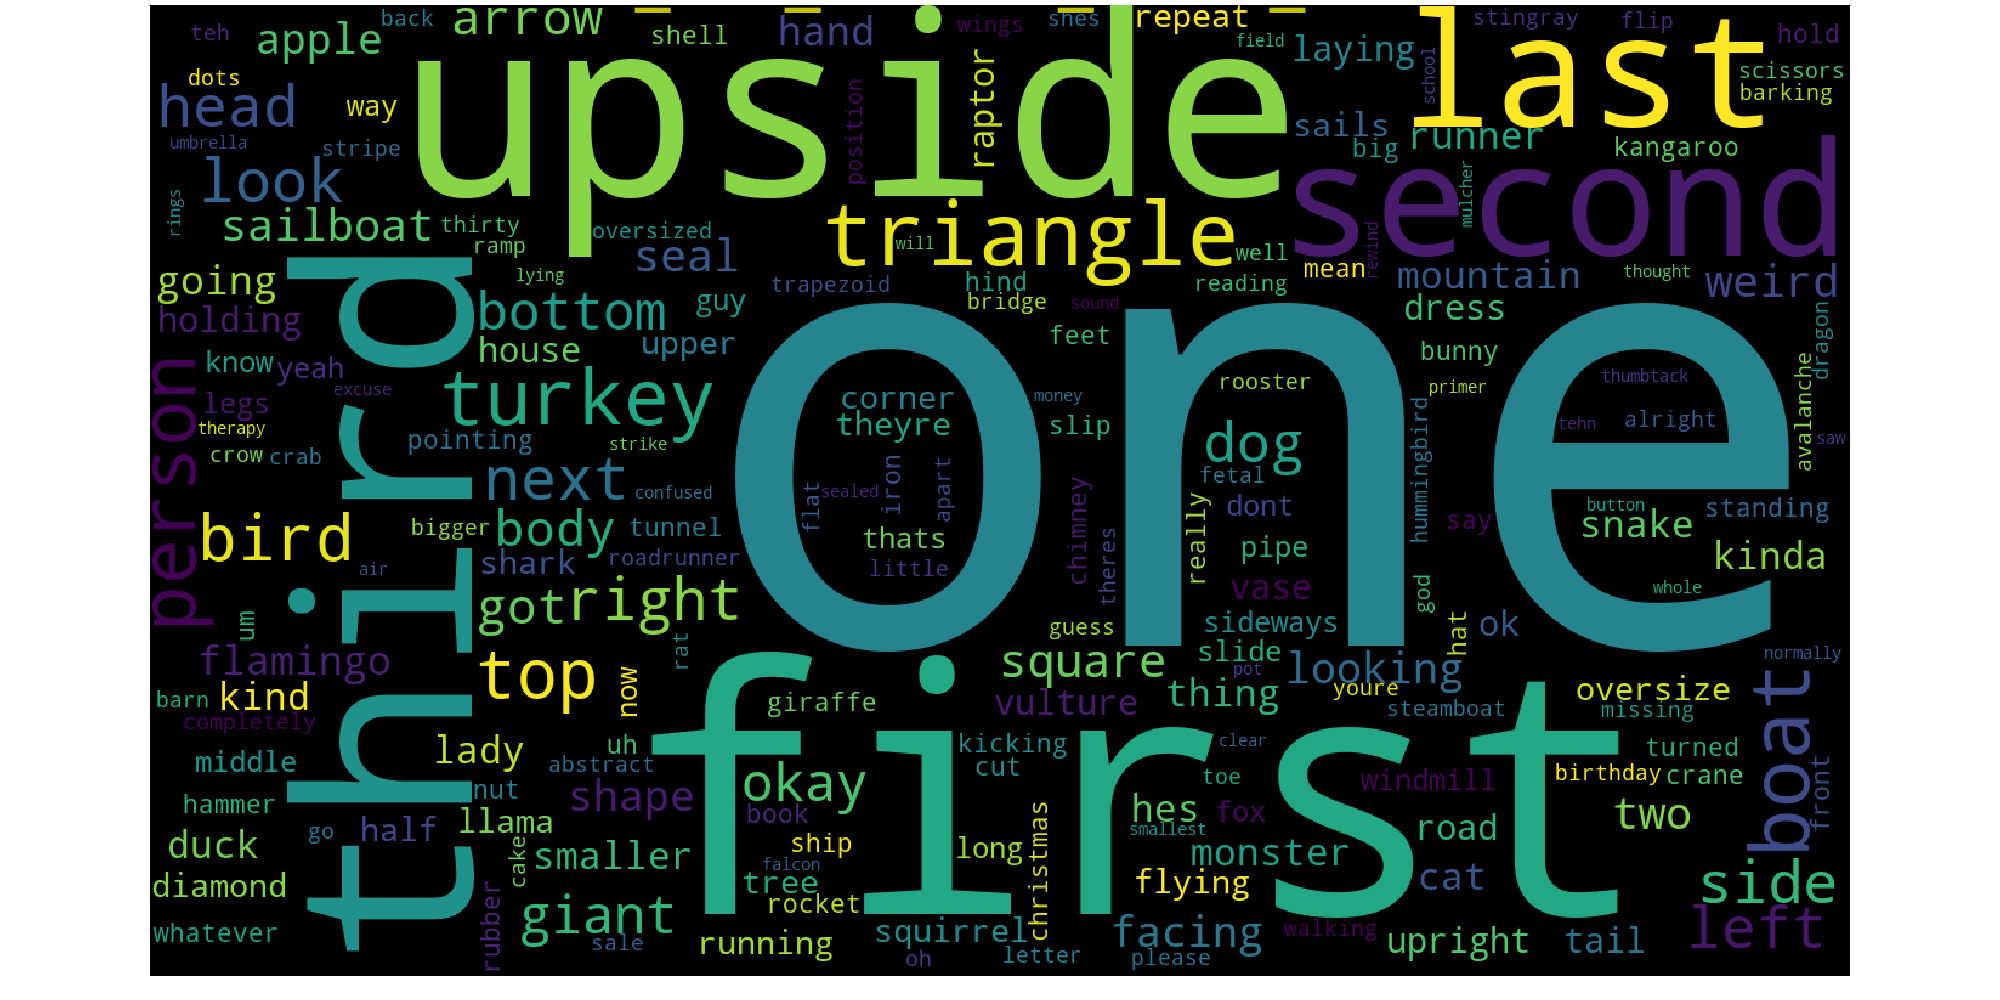 teh
back
arrow
_ _ _ _
shell
hand
wings
shes
repeat
field
stingray
flip
hold
apple
upside
last
laying
school
scissors
barking
dots
head
way
position
raptor
sails
runner
big
kangaroo
umbrella
stripe
look
second
mulcher
rings
sailboat
thirty
ramp
oversized
seal
triangle
will
well
rewind
thought
going
third
lying
trapezoid
hind
reading
mean
mountain
weird
holding
bottom
guy
bridge
sound
dress
dragon
house
upper
feet
bunny
know
yeah
person
excuse
turkey
one
rooster
primer
thumbtack
avalanche
legs
corner
money
therapy
theyre
slip
dog
tehn
alright
saw
crow
crab
pointing
strike
hummingbird
next
confused
iron
apart
sealed
flat
fetal
dont
button
standing
bird
bigger
body
tunnel
thats
chimney
really
say
snake
shark
roadrunner
little
theres
pipe
kinda
air
got
right
vase
god
whole
um
guess
sideways
hat
ok
flamingo
rat
square
slide
looking
normally
top
first
pot
barn
kind
now
giraffe
vulture
thing
youre
oversize
boat
completely
steamboat
missing
middle
lady
uh
abstract
kicking
cut
clear
turned
hammer
nut
okay
toe
windmill
birthday
crane
front
shape
book
hes
fox
two
go
half
llama
christmas
smallest
road
duck
cake
smaller
ship
long
monster
falcon
diamond
tree
flying
cat
side
rubber
giant
rocket
whatever
sale
running
squirrel
facing
walking
upright
tail
left
oh
letter
please